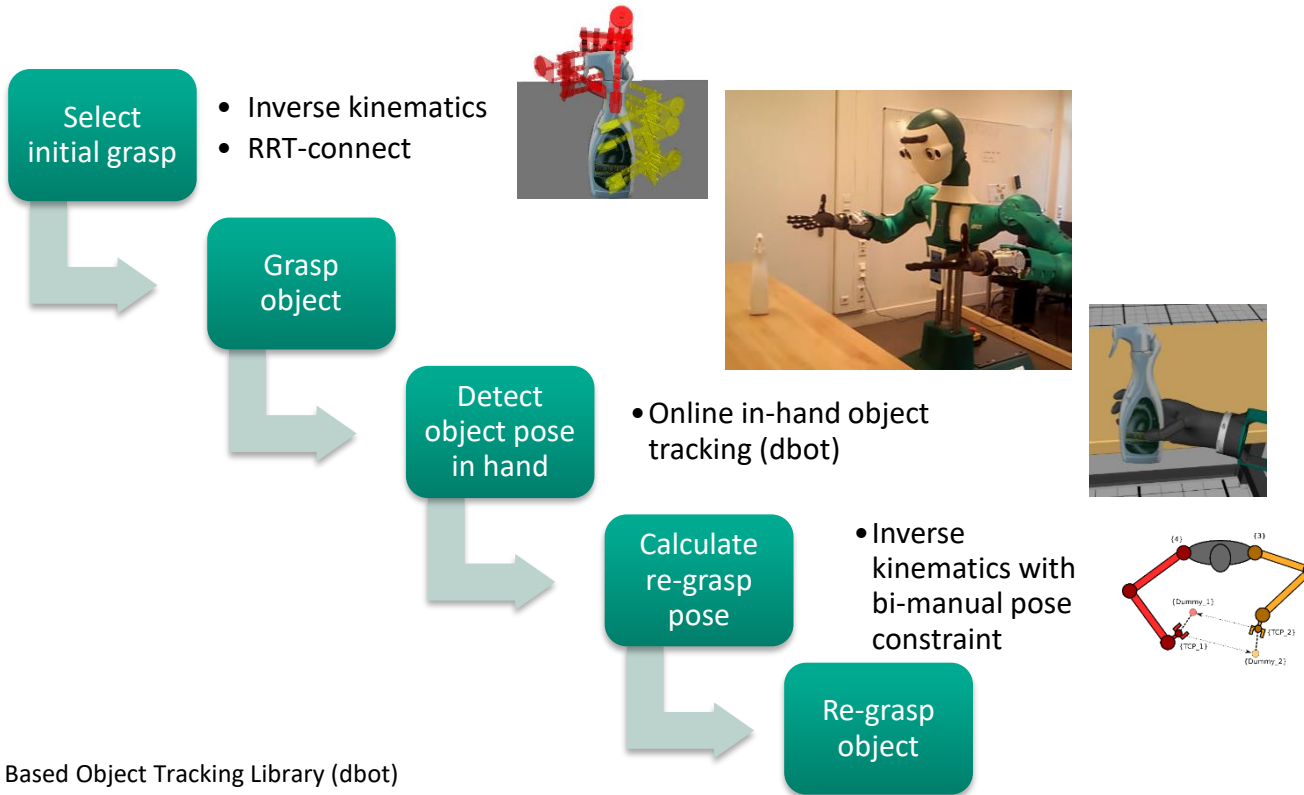 Select
initial grasp
• Inverse kinematics
• RRT-connect
Grasp
object
Detect
object pose
in hand
• Online in-hand object
tracking (dbot)
Calculate
re-grasp
pose
• Inverse
kinematics with
bi-manual pose
constraint
{4}
{3}
{Dummy_1}
{TCP_2}
{TCP_1}
{Dummy_2}
Re-grasp
object
Based Object Tracking Library (dbot)